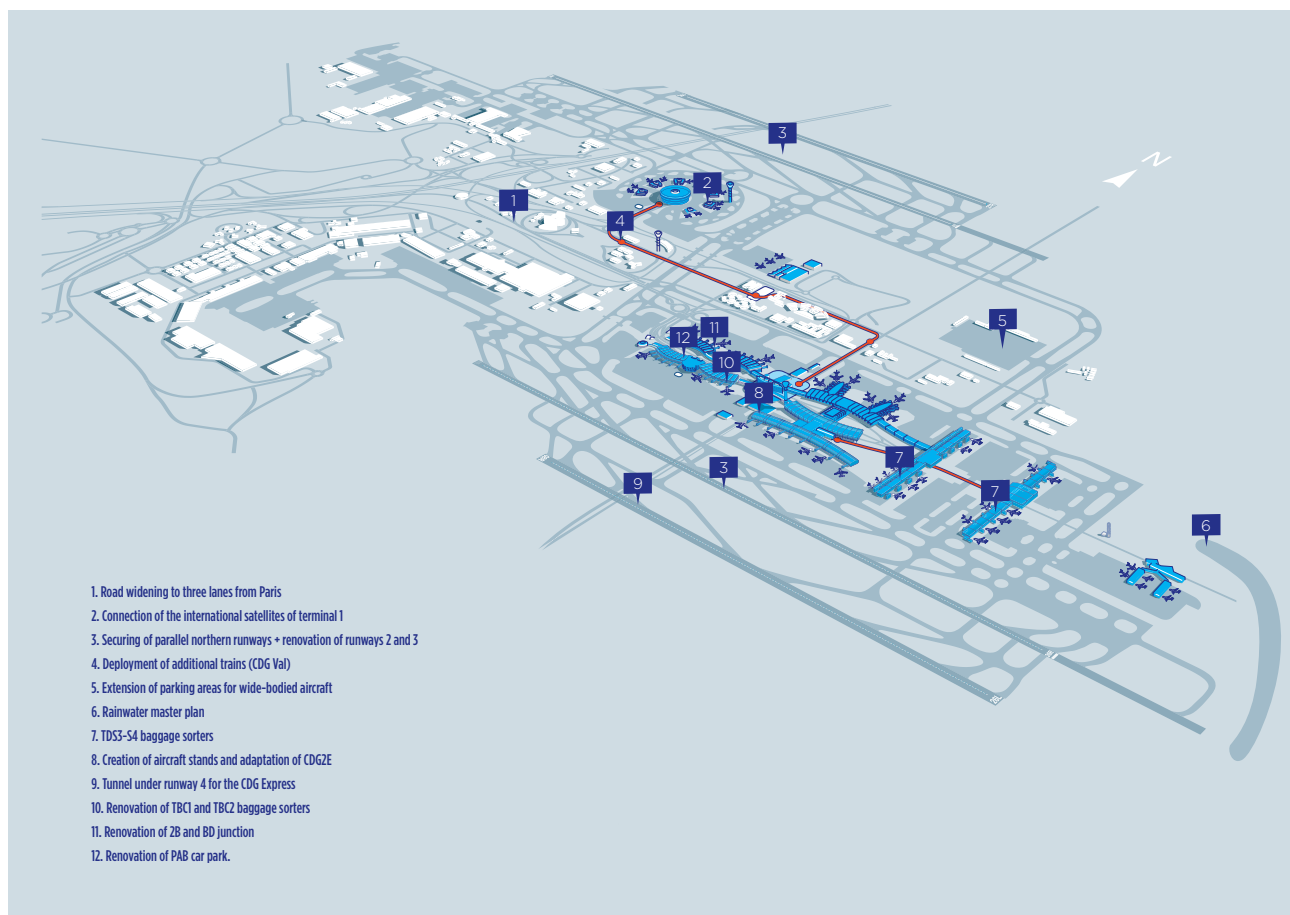 N
3
2
1
4
5
11
12
10
8
7
3
9
7
6
1. Road widening to three lanes from Paris
2. Connection of the international satellites of terminal 1
3. Securing of parallel northern runways + renovation of runways 2 and 3
4. Deployment of additional trains (CDG Val)
5. Extension of parking areas for wide-bodied aircraft
6. Rainwater master plan
7. TDS3-S4 baggage sorters
8. Creation of aircraft stands and adaptation of CDG2E
9. Tunnel under runway 4 for the CDG Express
10. Renovation of TBC1 and TBC2 baggage sorters
11. Renovation of 2B and BD junction
12. Renovation of PAB car park.